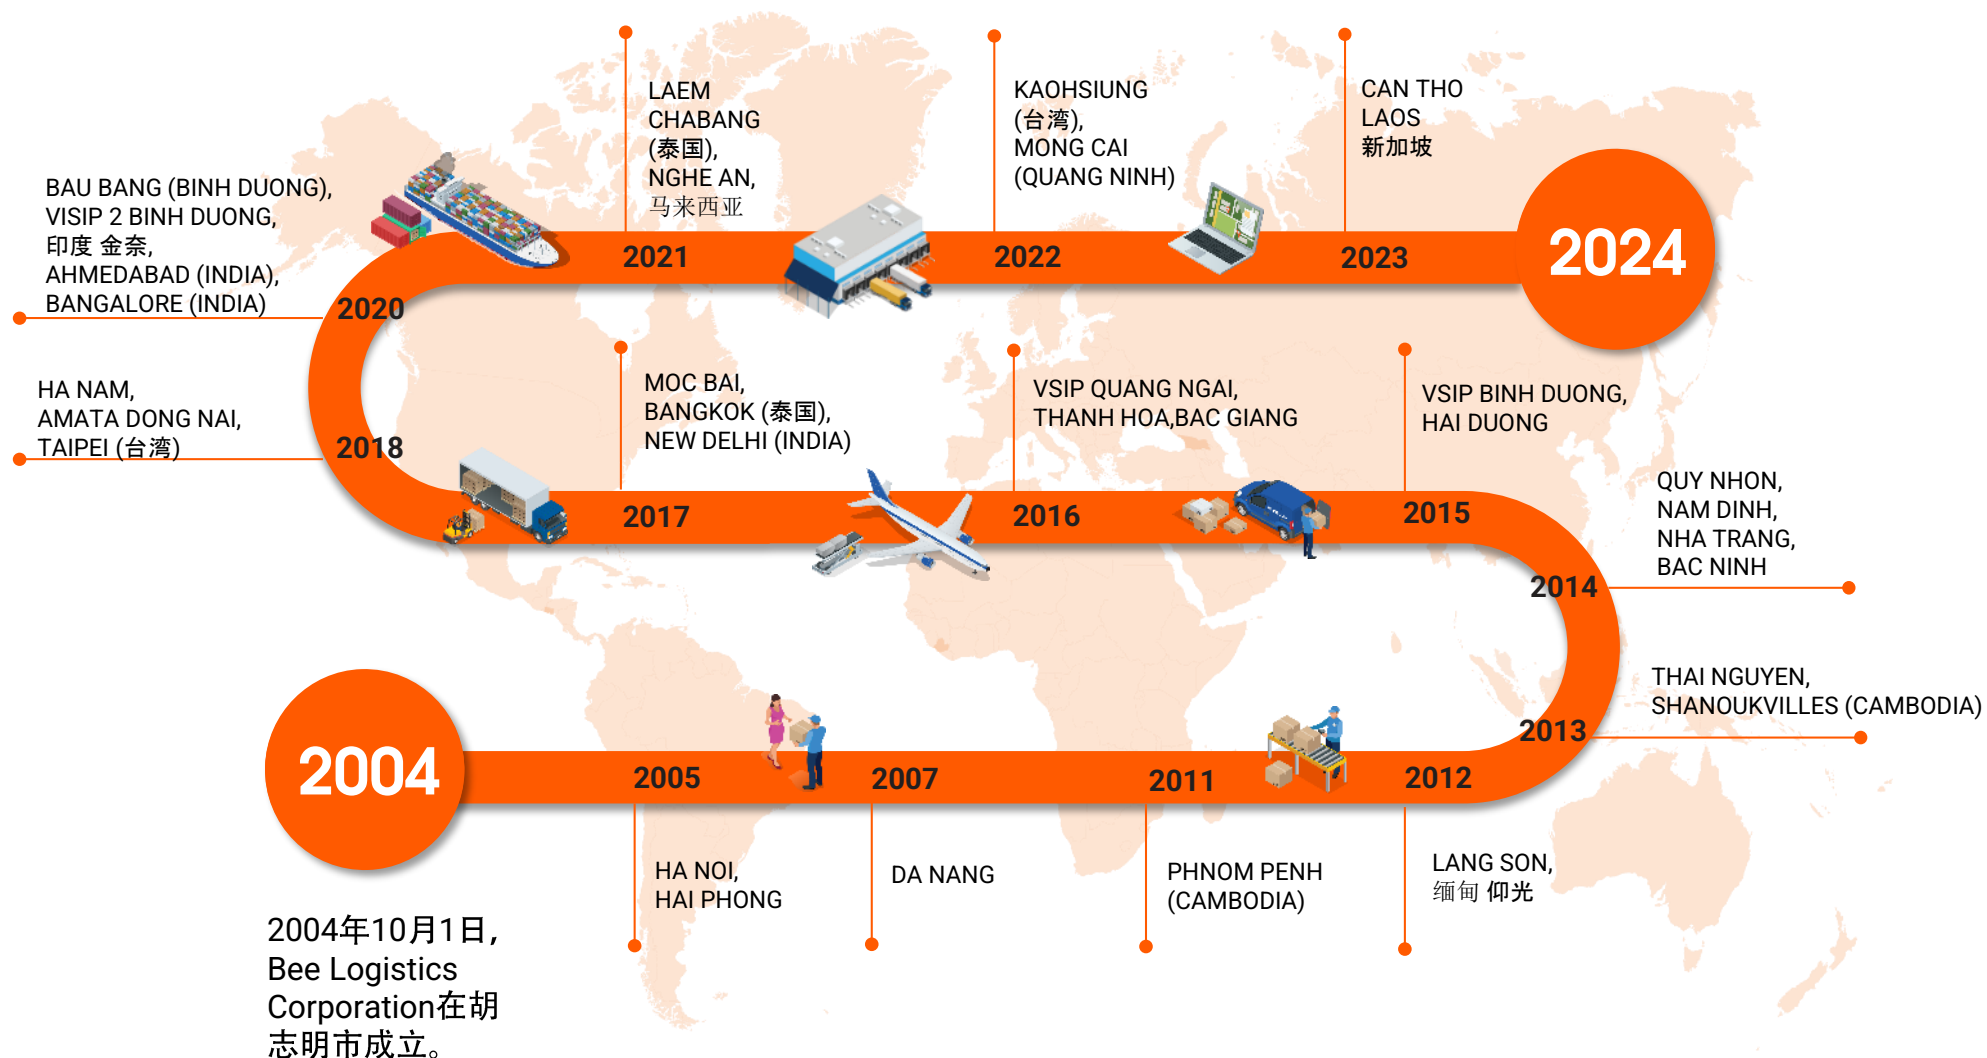 LAEM
CHABANG
(泰国),
NGHE AN,
马来西亚
KAOHSIUNG
(台湾),
MONG CAI
(QUANG NINH)
CAN THO
LAOS
新加坡
BAU BANG (BINH DUONG),
VISIP 2 BINH DUONG,
印度 金奈,
AHMEDABAD (INDIA),
BANGALORE (INDIA)
2021
2022
2023
2024
2020
HA NAM,
AMATA DONG NAI,
TAIPEI (台湾)
2018
MOC BAI,
BANGKOK (泰国),
NEW DELHI (INDIA)
VSIP QUANG NGAI,
THANH HOA,BAC GIANG
VSIP BINH DUONG,
HAI DUONG
2017
2016
2015
QUY NHON,
NAM DINH,
NHA TRANG,
BAC NINH
2014
THAI NGUYEN,
SHANOUKVILLES (CAMBODIA)
2013
2004
2005
2007
2011
2012
HA NOI,
HAI PHONG
DA NANG
PHNOM PENH
(CAMBODIA)
LANG SON,
缅甸 仰光
2004年10月1日,
Bee Logistics
Corporation在胡
志明市成立。